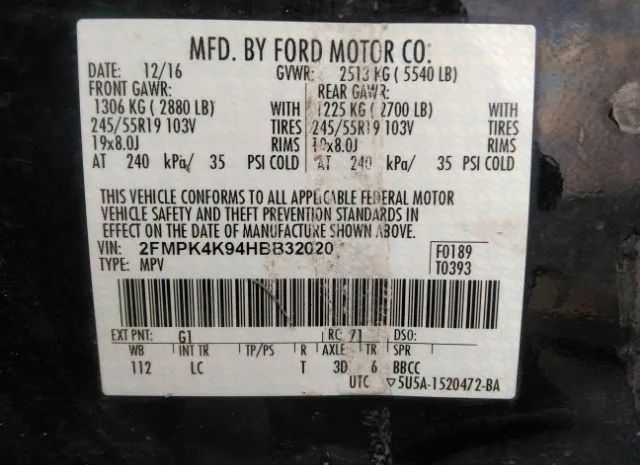 MFD. BY FORD MOTOR CO.
DATE: 12/16 GVWR: 2513 KG ( 5540 LB)
FRONT GAWR: REAR GAWR:
1306 KG ( 2880 LB) WITH 1225 KG ( 2700 LB) WITH
245/55R19 103V TIRES 245/55R19 103V TIRES
19x8.0J RIMS 19x8.0J RIMS
AT 240 kPa/ 35 PSI COLD AT 240 kPa/ 35 PSI COLD
THIS VEHICLE CONFORMS TO ALL APPLICABLE FEDERAL MOTOR
VEHICLE SAFETY AND THEFT PREVENTION STANDARDS IN
EFFECT ON THE DATE OF MANUFACTURE SHOWN ABOVE.
VIN: 2FMPK4K94HBB32020 F0189
TYPE: MPV T0393
EXT PNT: G1 RC: 71 DSO:
WB INT TR TP/PS R AXLE TR SPR
112 LC T 3D 6 BBCC
UTC ▽5U5A-1520472-BA